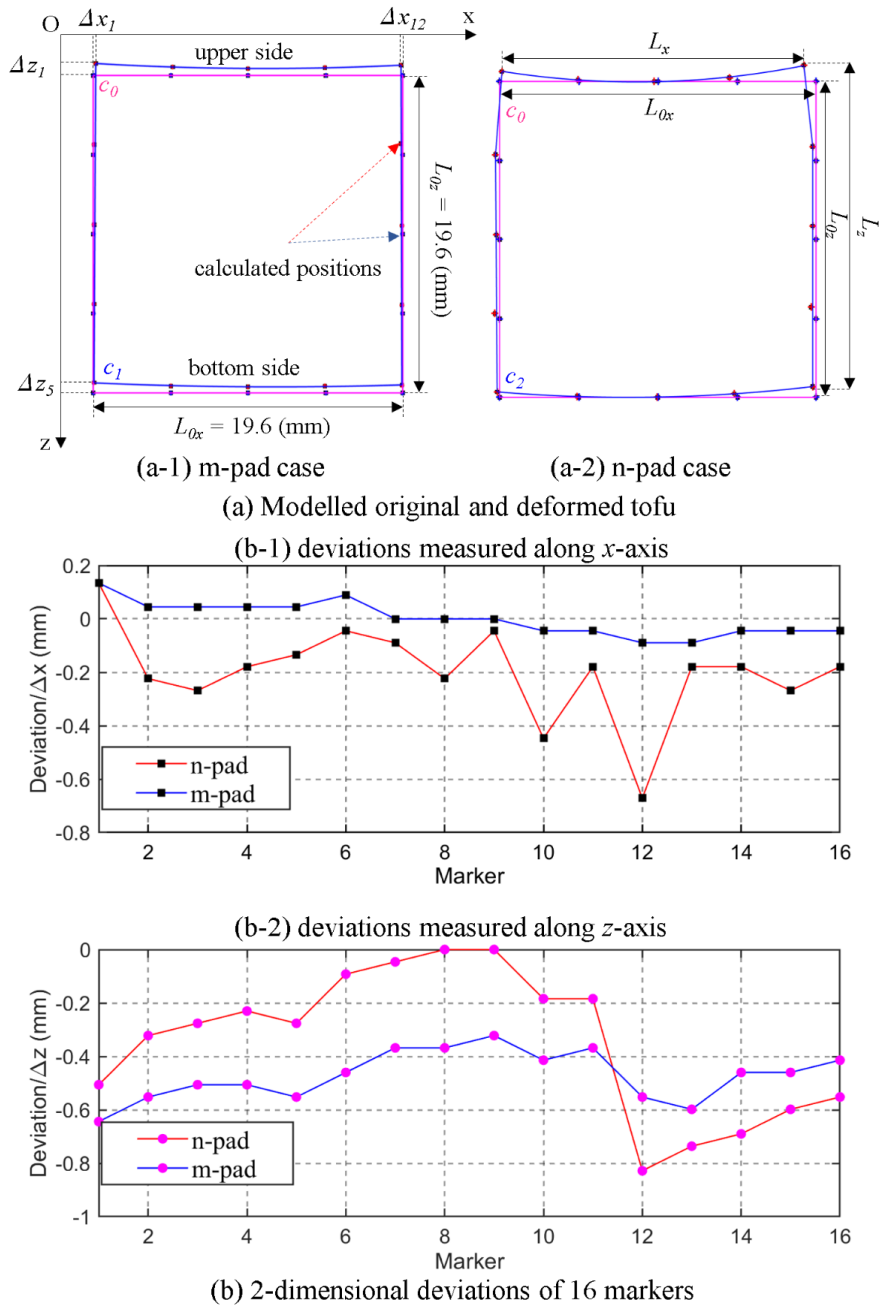 O Δx₁ Δx₁₂ x
Δz₁ upper side
c₀
L₀z = 19.6 (mm)
calculated positions
Δz₅ c₁ bottom side
L₀x = 19.6 (mm)
z
Lx
L₀x
c₀
L₀z
Lz
c₂
(a-1) m-pad case (a-2) n-pad case
(a) Modelled original and deformed tofu
(b-1) deviations measured along x-axis
Deviation/Δx (mm)
0.2
0
-0.2
-0.4
-0.6
-0.8
n-pad
m-pad
2 4 6 8 10 12 14 16
Marker
(b-2) deviations measured along z-axis
Deviation/Δz (mm)
0
-0.2
-0.4
-0.6
-0.8
-1
n-pad
m-pad
2 4 6 8 10 12 14 16
Marker
(b) 2-dimensional deviations of 16 markers